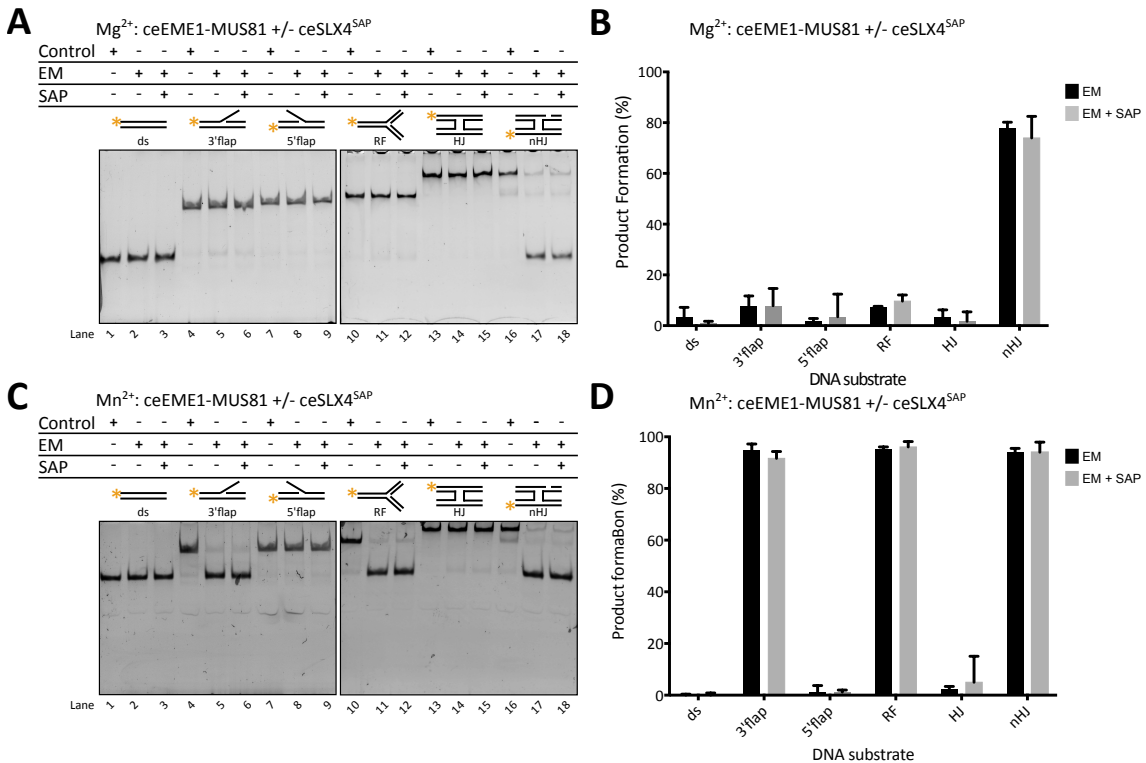 A
Mg²⁺: ceEME1-MUS81 +/- ceSLX4ˢᴬᴾ
Control + - - + - - + - - + - - + - - + - -
EM - + + - + + - + + - + + - + + - + +
SAP - - + - - + - - + - - + - - + - - +
* * * * * *
ds 3'flap 5'flap RF HJ nHJ
Lane 1 2 3 4 5 6 7 8 9 10 11 12 13 14 15 16 17 18
B
Mg²⁺: ceEME1-MUS81 +/- ceSLX4ˢᴬᴾ
Product Formation (%)
100
80
60
40
20
0
ds 3'flap 5'flap RF HJ nHJ
DNA substrate
EM
EM + SAP
C
Mn²⁺: ceEME1-MUS81 +/- ceSLX4ˢᴬᴾ
Control + - - + - - + - - + - - + - - + - -
EM - + + - + + - + + - + + - + + - + +
SAP - - + - - + - - + - - + - - + - - +
* * * * * *
ds 3'flap 5'flap RF HJ nHJ
Lane 1 2 3 4 5 6 7 8 9 10 11 12 13 14 15 16 17 18
D
Mn²⁺: ceEME1-MUS81 +/- ceSLX4ˢᴬᴾ
Product formaBon (%)
100
80
60
40
20
0
ds 3'flap 5'flap RF HJ nHJ
DNA substrate
EM
EM + SAP